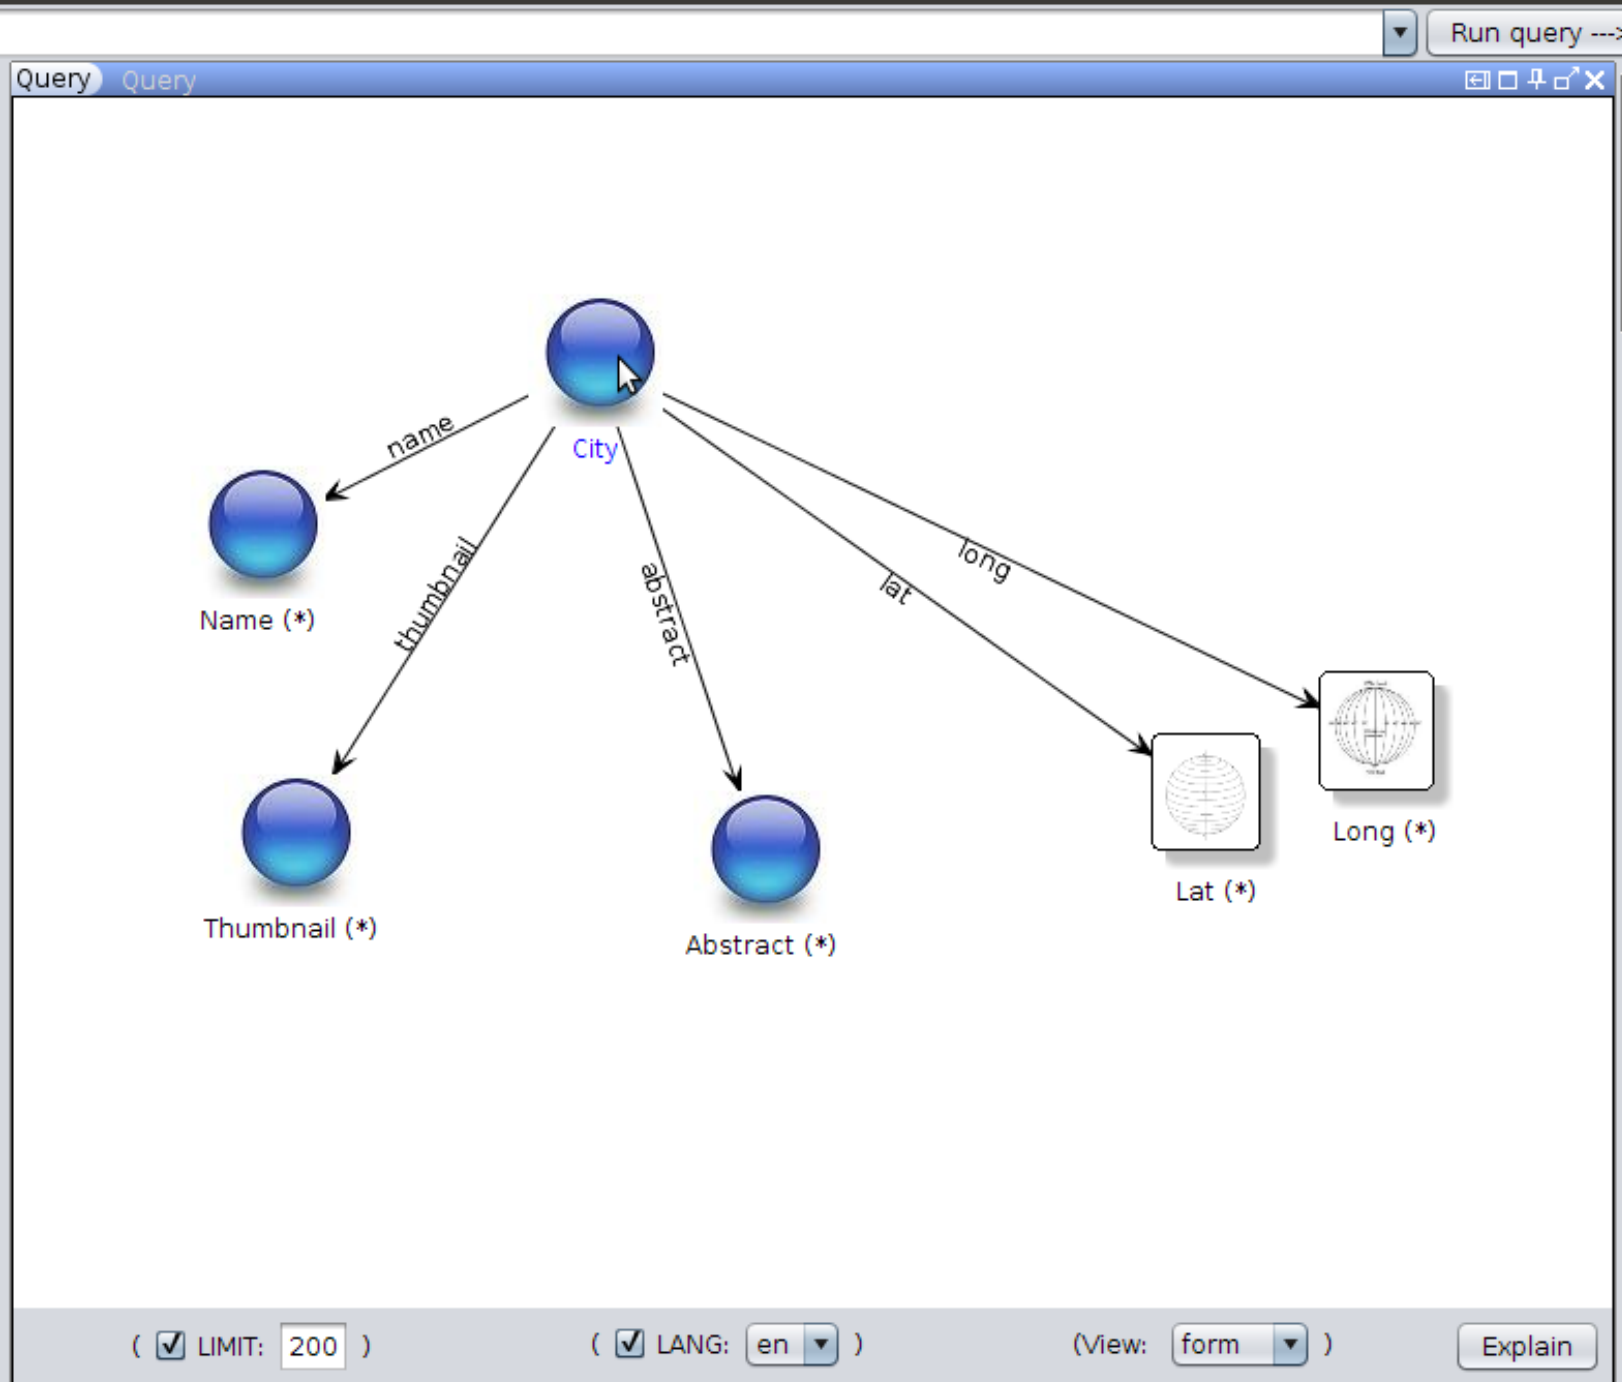 Run query --->
Query Query
City
name
Name (*)
thumbnail
abstract
lat
long
Long (*)
Lat (*)
Thumbnail (*)
Abstract (*)
( LIMIT: 200 ) ( LANG: en ) (View: form ) Explain